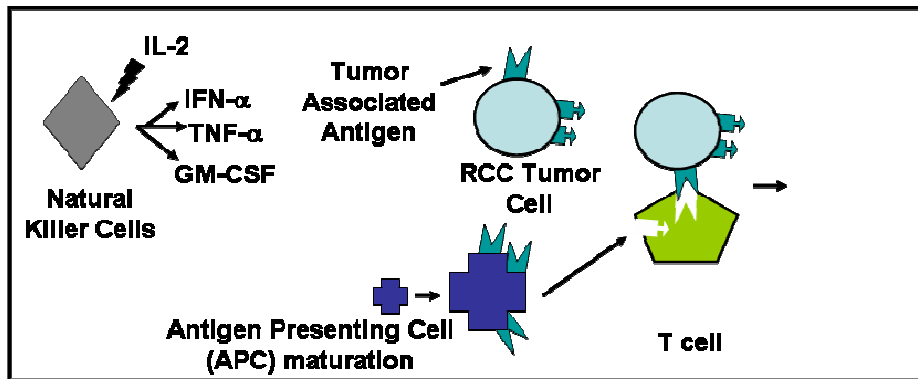 IL-2
IFN-α
TNF-α
GM-CSF
Natural
Killer Cells
Tumor
Associated
Antigen
RCC Tumor
Cell
Antigen Presenting Cell
(APC) maturation
T cell